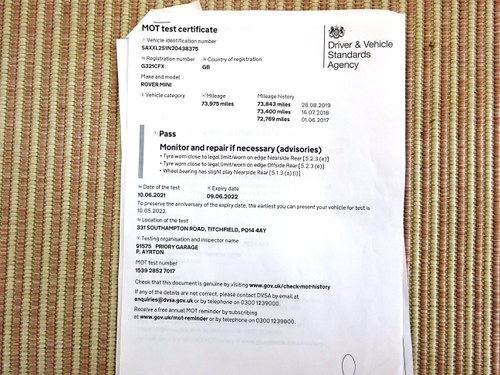 MOT test certificate
Vehicle identification number
SAXXL2S1N20438375
Registration number
Country of registration
G321CFX
GB
Make and model
ROVER MINI
Vehicle category
Mileage
Mileage history
73,975 miles
73,843 miles 28.08.2019
73,400 miles 16.07.2018
72,769 miles 01.06.2017
Driver & Vehicle
Standards
Agency
Pass
Monitor and repair if necessary (advisories)
• Tyre worn close to legal limit/worn on edge Nearside Rear [5.2.3 (e)]
• Tyre worn close to legal limit/worn on edge Offside Rear [5.2.3 (e)]
• Wheel bearing has slight play Nearside Rear [5.1.3 (a) (i)]
Date of the test
Expiry date
10.06.2021
09.06.2022
To preserve the anniversary of the expiry date, the earliest you can present your vehicle for test is
10.05.2022.
Location of the test
331 SOUTHAMPTON ROAD, TITCHFIELD, PO14 4AY
Testing organisation and inspector name
91575 PRIORY GARAGE
P. AYRTON
MOT test number
1539 2852 7017
Check that this document is genuine by visiting www.gov.uk/check-mot-history
If any of the details are not correct, please contact DVSA by email at
enquiries@dvsa.gov.uk or by telephone on 0300 1239000.
Receive a free annual MOT reminder by subscribing
at www.gov.uk/mot-reminder or by telephone on 0300 1239000.